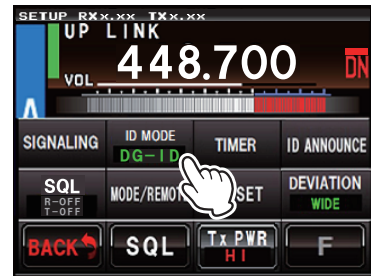 SETUP RXx.xx TXx.xx
UP LINK
VOL 448.700 DN
A
SIGNALING ID MODE TIMER ID ANNOUNCE
DG-ID
SQL MODE/REMOT SET DEVIATION
R-OFF WIDE
T-OFF
BACK SQL Tx PWR F
HI